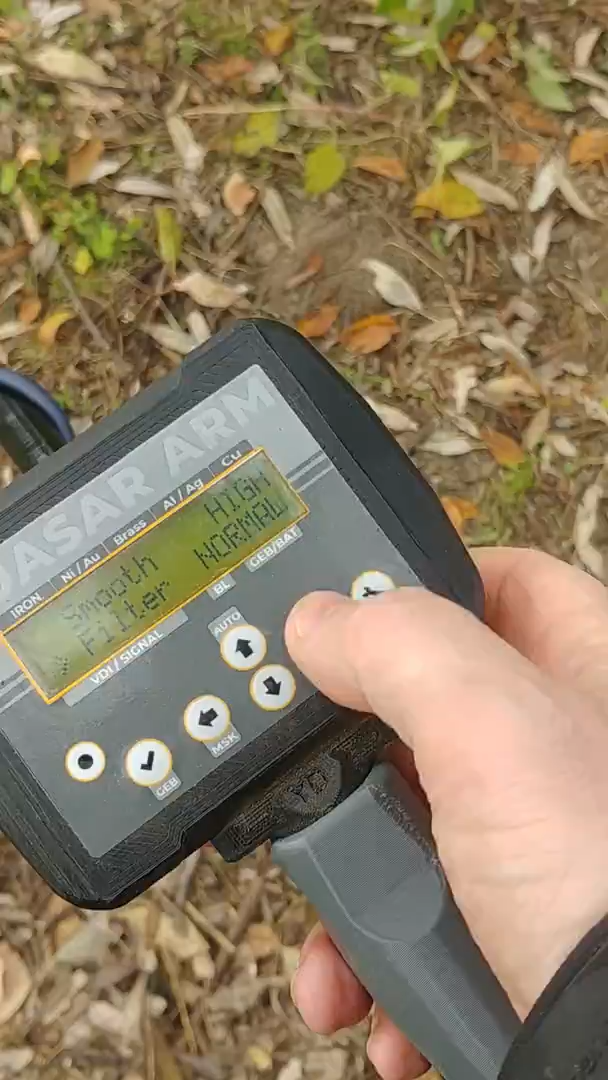 ASAR ARM
IRON Ni / Au Brass Al / Ag Cu
Smooth HIGH
Filter NORMAL
VDI / SIGNAL BL GEB/BAT
AUTO
MSK
GEB